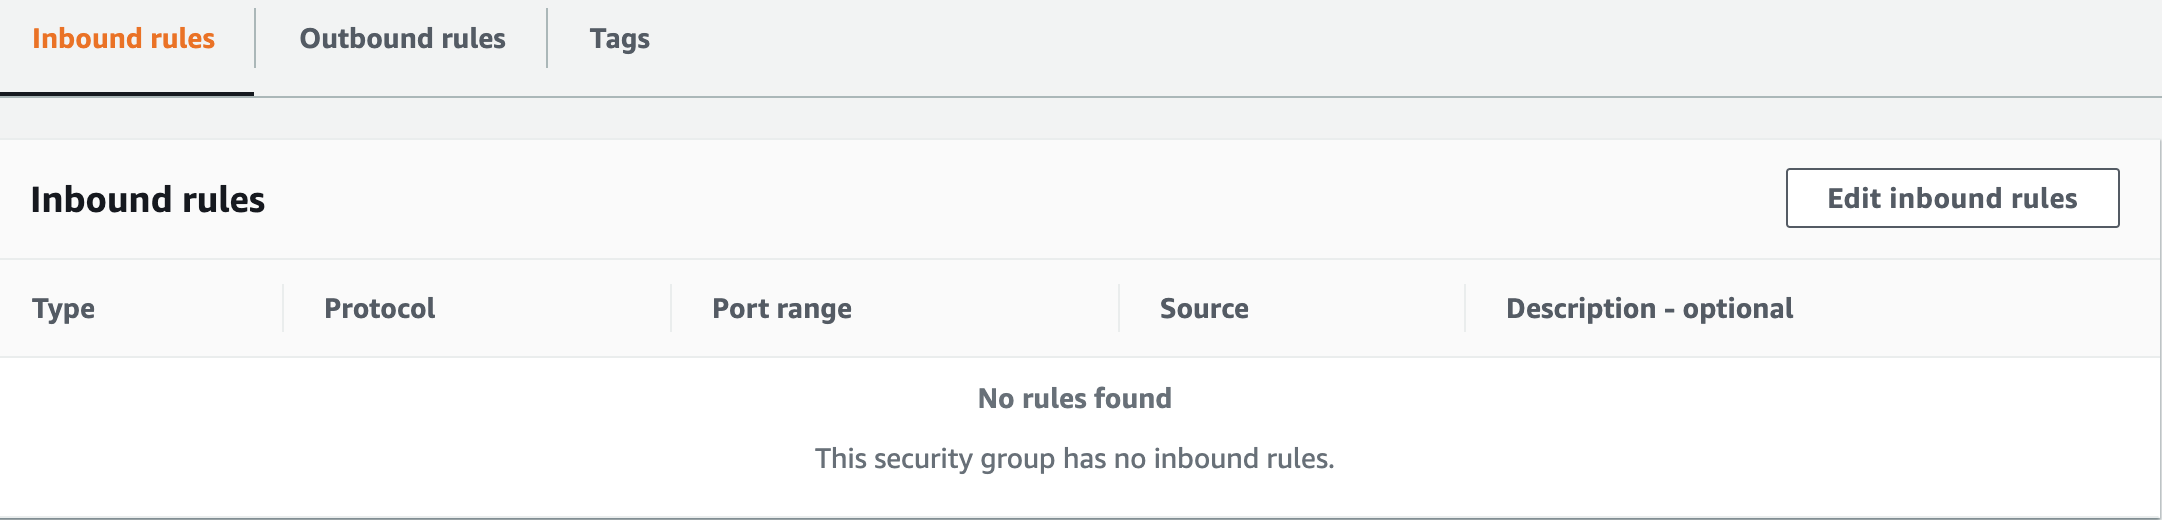 Inbound rules
Outbound rules
Tags
Inbound rules
Edit inbound rules
Type
Protocol
Port range
Source
Description - optional
No rules found
This security group has no inbound rules.